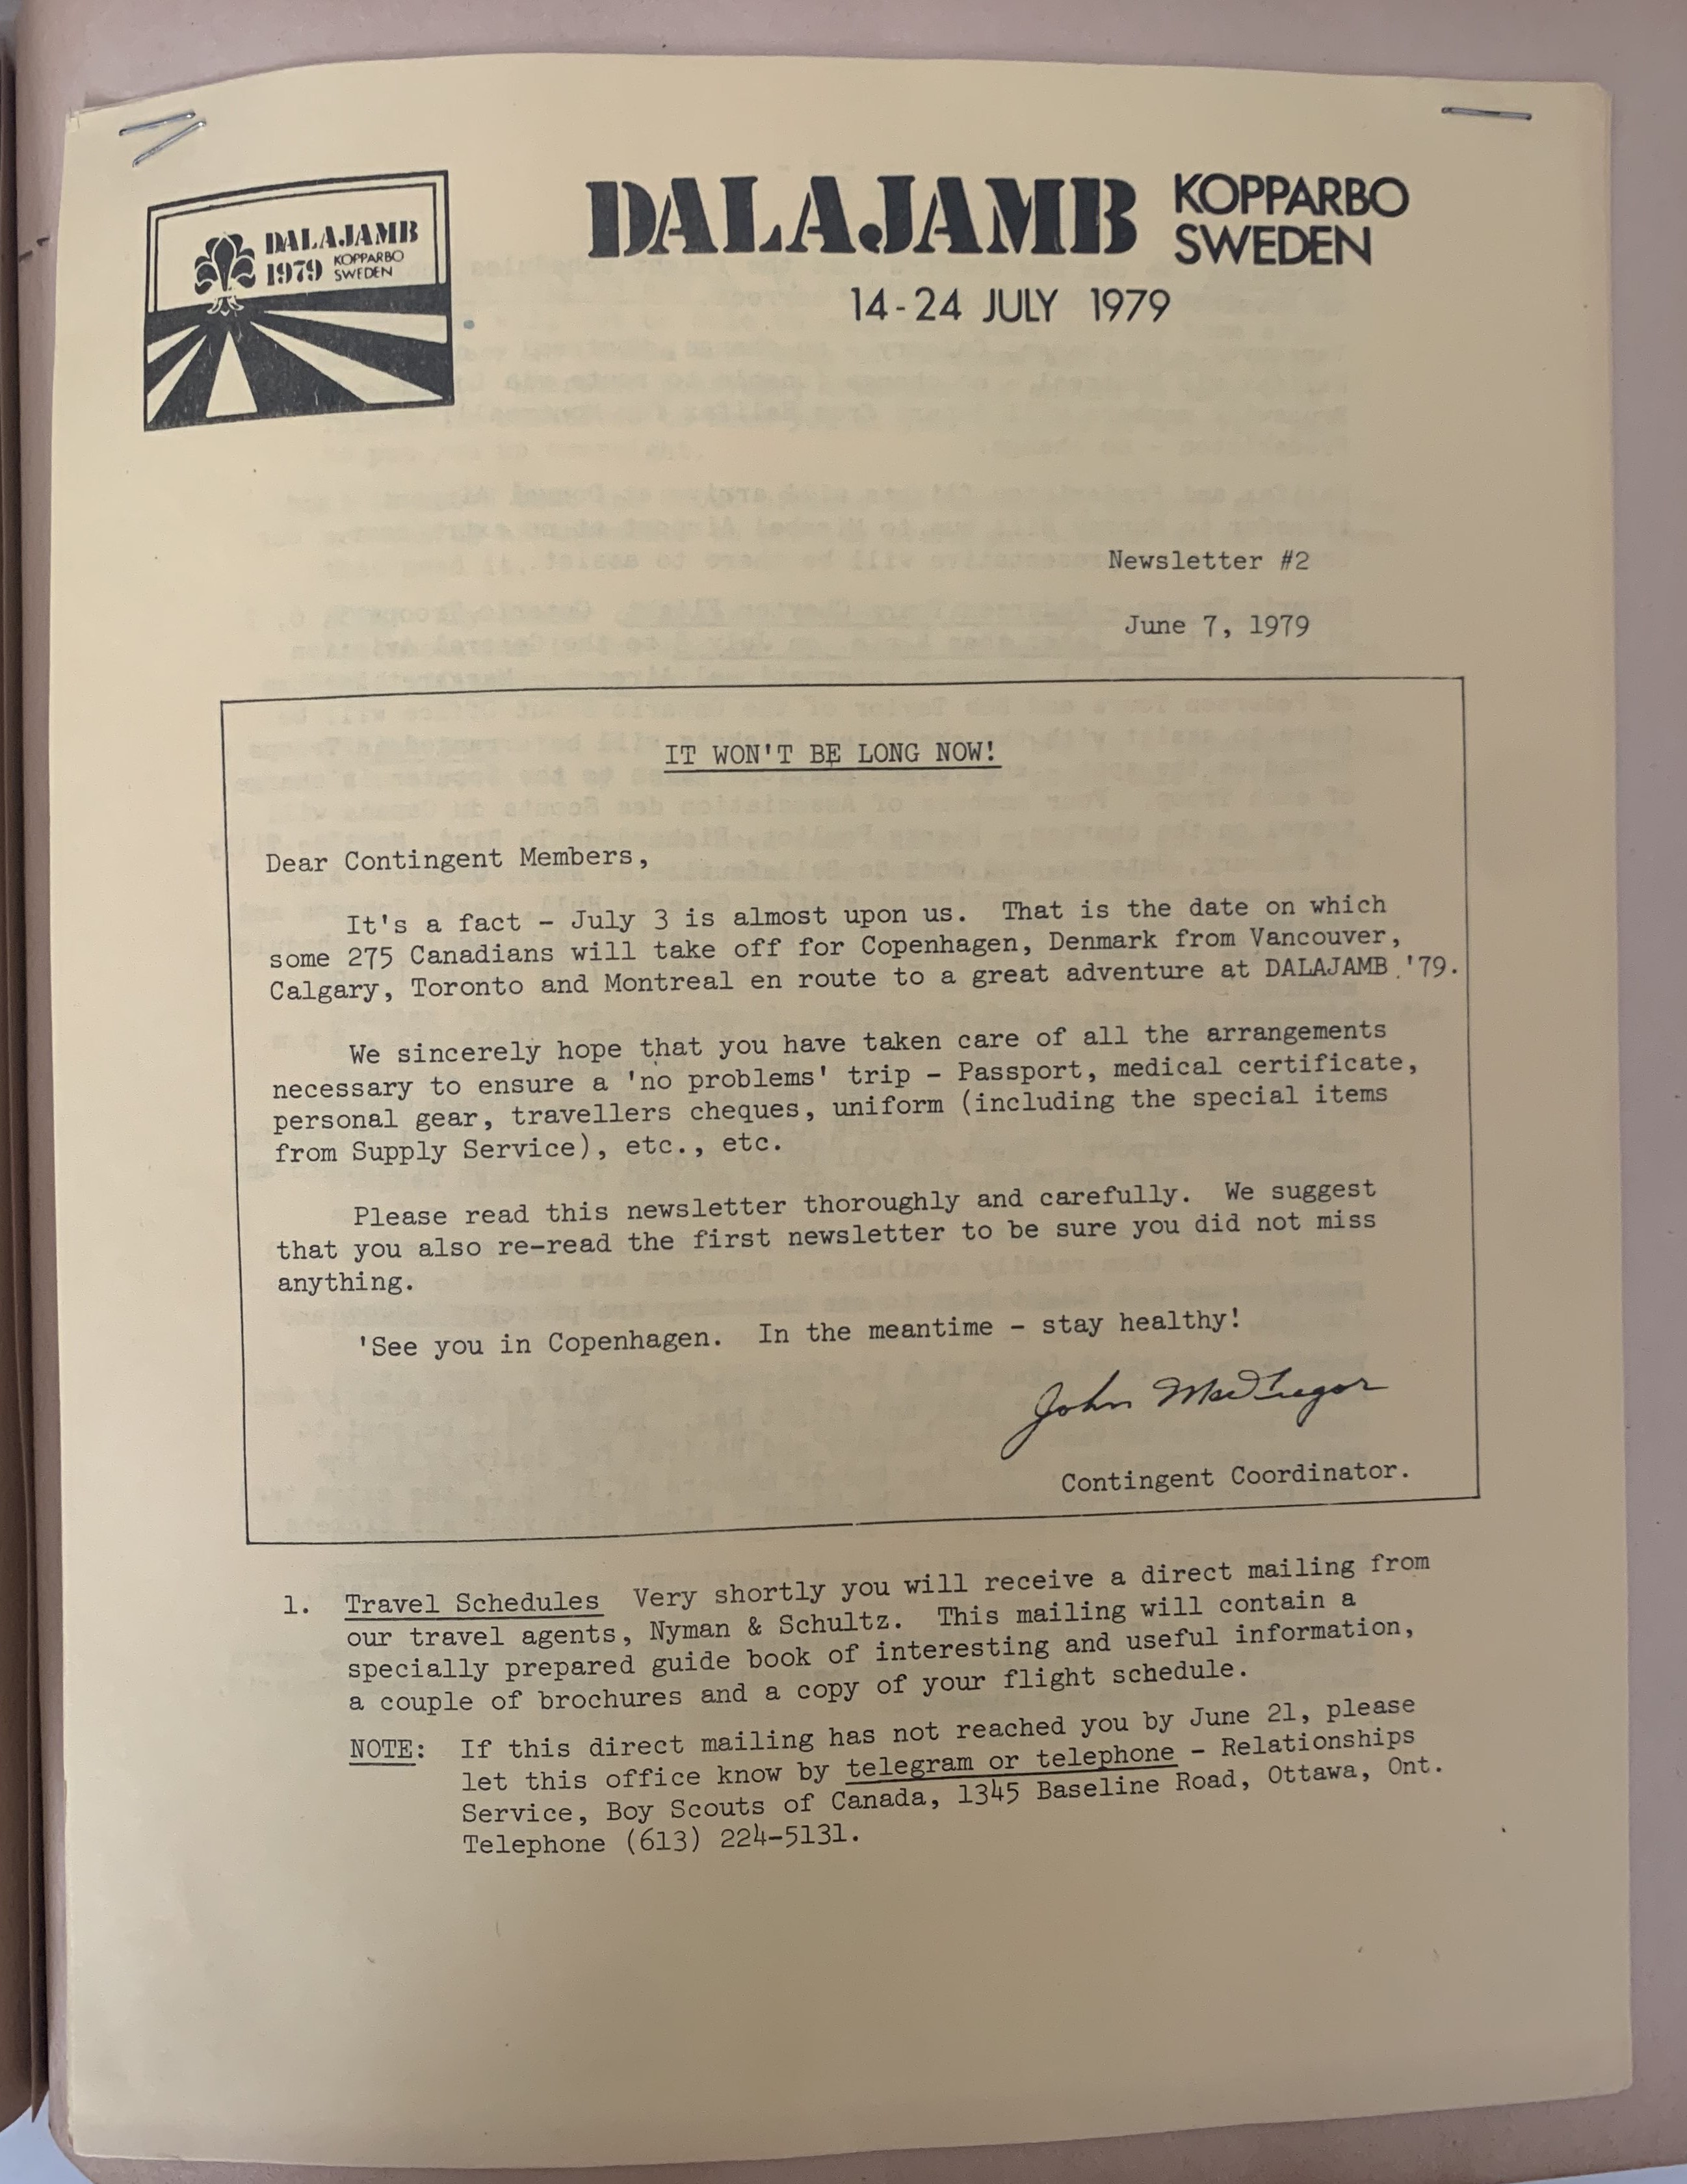 DALAJAMB
1979 KOPPARBO
SWEDEN
DALAJAMB KOPPARBO
SWEDEN
14-24 JULY 1979
Newsletter #2
June 7, 1979
IT WON'T BE LONG NOW!
Dear Contingent Members,
It's a fact - July 3 is almost upon us. That is the date on which
some 275 Canadians will take off for Copenhagen, Denmark from Vancouver,
Calgary, Toronto and Montreal en route to a great adventure at DALAJAMB '79.
We sincerely hope that you have taken care of all the arrangements
necessary to ensure a 'no problems' trip - Passport, medical certificate,
personal gear, travellers cheques, uniform (including the special items
from Supply Service), etc., etc.
Please read this newsletter thoroughly and carefully. We suggest
that you also re-read the first newsletter to be sure you did not miss
anything.
'See you in Copenhagen. In the meantime - stay healthy!
John MacGregor
Contingent Coordinator.
1. Travel Schedules Very shortly you will receive a direct mailing from
our travel agents, Nyman & Schultz. This mailing will contain a
specially prepared guide book of interesting and useful information,
a couple of brochures and a copy of your flight schedule.
NOTE: If this direct mailing has not reached you by June 21, please
let this office know by telegram or telephone - Relationships
Service, Boy Scouts of Canada, 1345 Baseline Road, Ottawa, Ont.
Telephone (613) 224-5131.